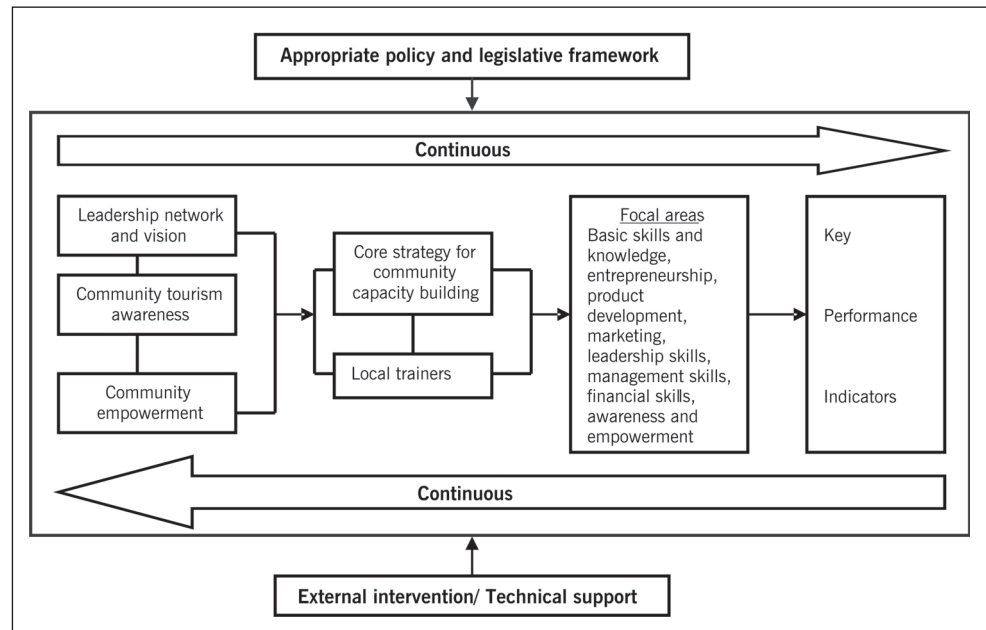 Appropriate policy and legislative framework
Continuous
Leadership network
and vision
Community tourism
awareness
Community
empowerment
Core strategy for
community
capacity building
Local trainers
Focal areas
Basic skills and
knowledge,
entrepreneurship,
product
development,
marketing,
leadership skills,
management skills,
financial skills,
awareness and
empowerment
Key
Performance
Indicators
Continuous
External intervention/ Technical support